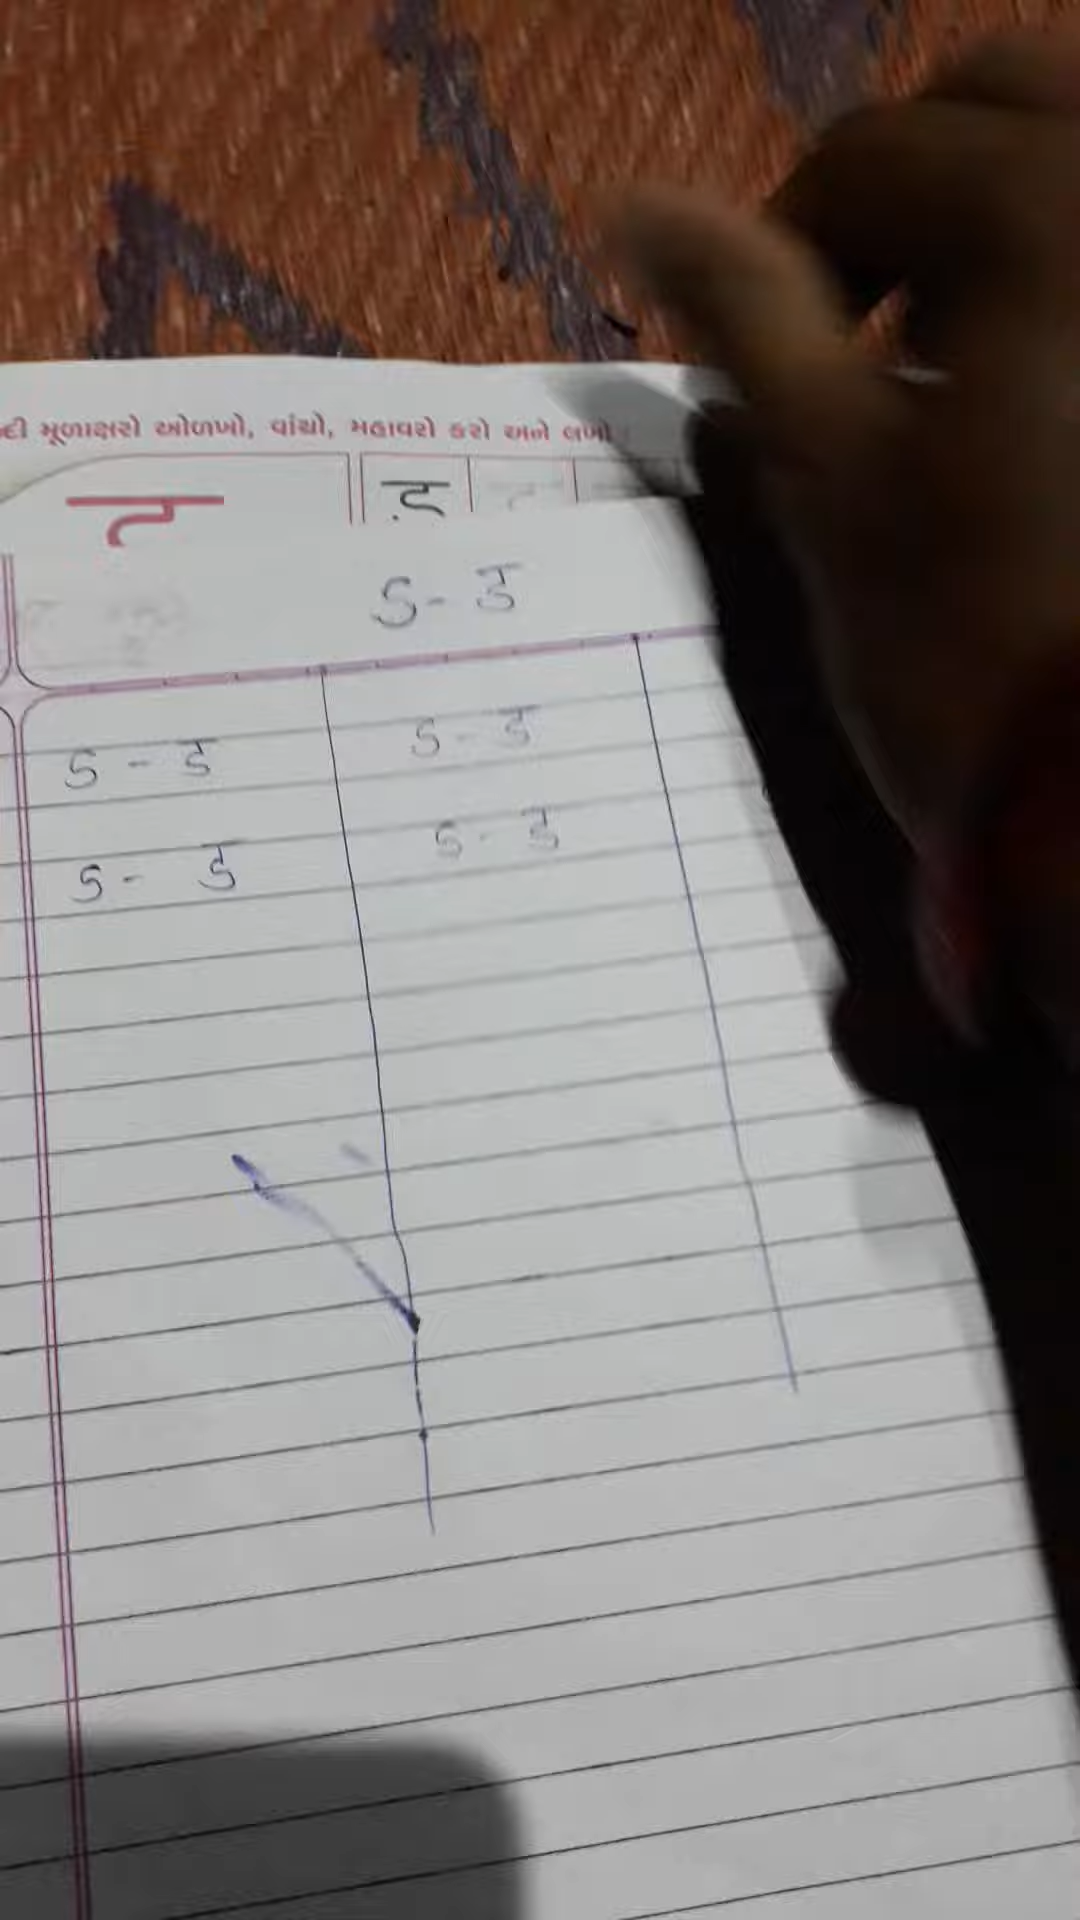 ન્દી મૂળાક્ષરો ઓળખો, વાંચો, મહાવરો કરો અને લખો
ડ - ड
ડ - ड
ડ - ड
ડ - ड
ડ - ड